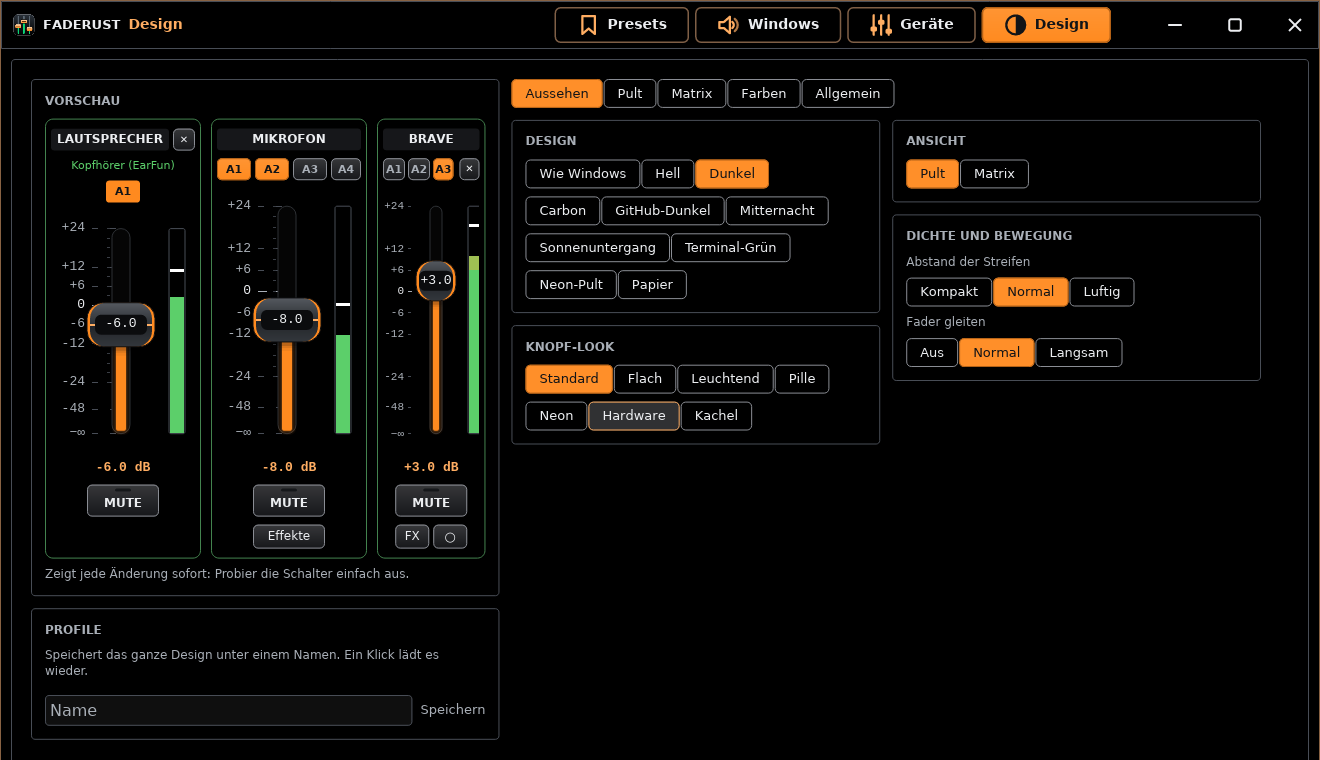 FADERUST Design
Presets
Windows
Geräte
Design
VORSCHAU
LAUTSPRECHER ×
Kopfhörer (EarFun)
A1
+24
+12
+6
0
-6
-12
-24
-48
−∞
-6.0
-6.0 dB
MUTE
MIKROFON
A1 A2 A3 A4
+24
+12
+6
0
-6
-12
-24
-48
−∞
-8.0
-8.0 dB
MUTE
Effekte
BRAVE
A1 A2 A3 ×
+24
+12
+6
0
-6
-12
-24
-48
−∞
+3.0
+3.0 dB
MUTE
FX ○
Zeigt jede Änderung sofort: Probier die Schalter einfach aus.
PROFILE
Speichert das ganze Design unter einem Namen. Ein Klick lädt es
wieder.
Name Speichern
Aussehen Pult Matrix Farben Allgemein
DESIGN
Wie Windows Hell Dunkel
Carbon GitHub-Dunkel Mitternacht
Sonnenuntergang Terminal-Grün
Neon-Pult Papier
KNOPF-LOOK
Standard Flach Leuchtend Pille
Neon Hardware Kachel
ANSICHT
Pult Matrix
DICHTE UND BEWEGUNG
Abstand der Streifen
Kompakt Normal Luftig
Fader gleiten
Aus Normal Langsam